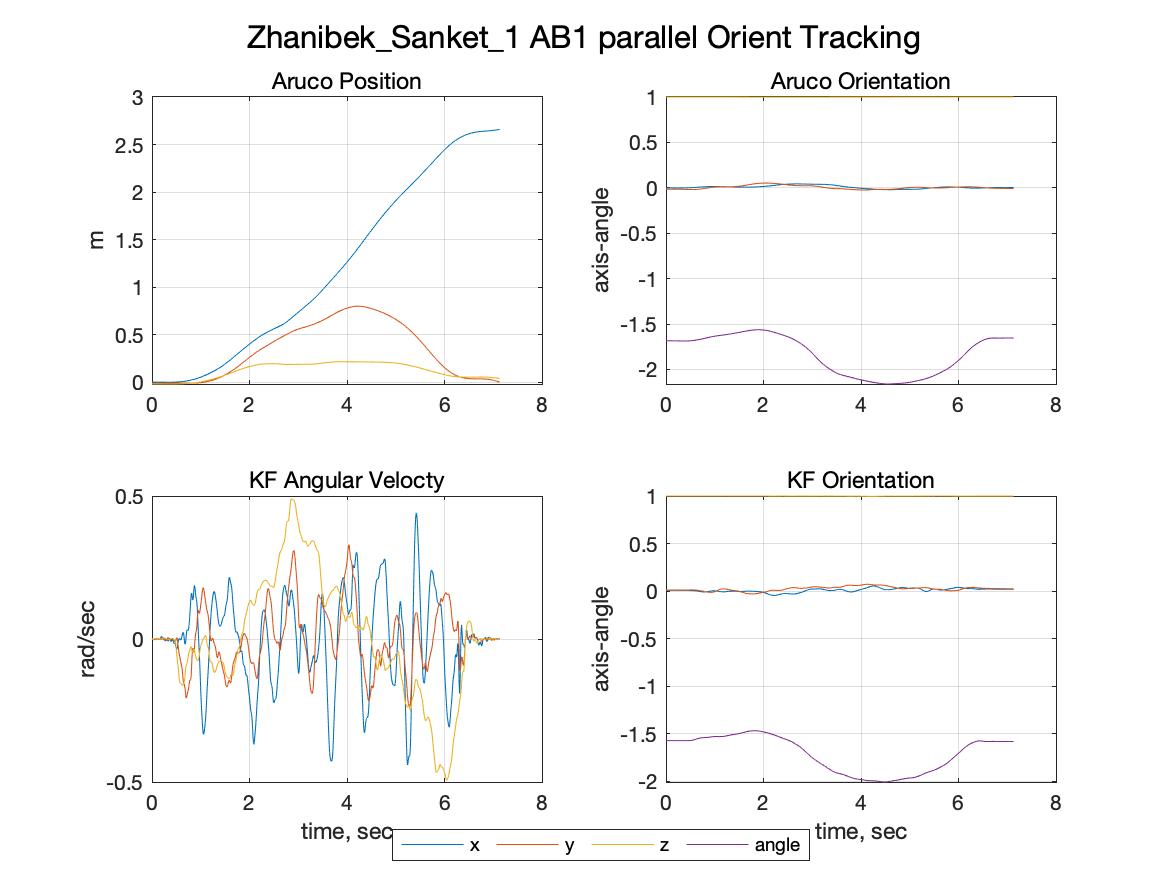 Zhanibek_Sanket_1 AB1 parallel Orient Tracking
Aruco Position
3
2.5
2
1.5
1
0.5
0
m
0 2 4 6 8
Aruco Orientation
1
0.5
0
-0.5
-1
-1.5
-2
axis-angle
0 2 4 6 8
KF Angular Velocty
0.5
0
-0.5
rad/sec
0 2 4 6 8
time, sec
KF Orientation
1
0.5
0
-0.5
-1
-1.5
-2
axis-angle
0 2 4 6 8
time, sec
x y z angle